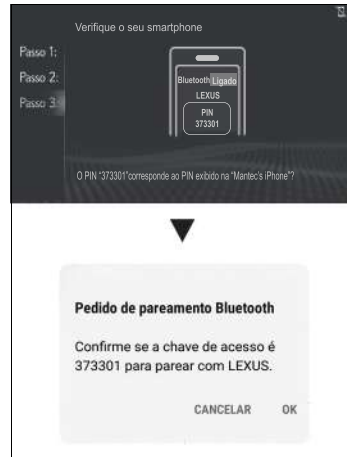 Verifique o seu smartphone
Passo 1:
Passo 2:
Passo 3:
Bluetooth Ligado
LEXUS
PIN
373301
O PIN "373301"corresponde ao PIN exibido na "Mantec's iPhone"?
Pedido de pareamento Bluetooth
Confirme se a chave de acesso é
373301 para parear com LEXUS.
CANCELAR OK